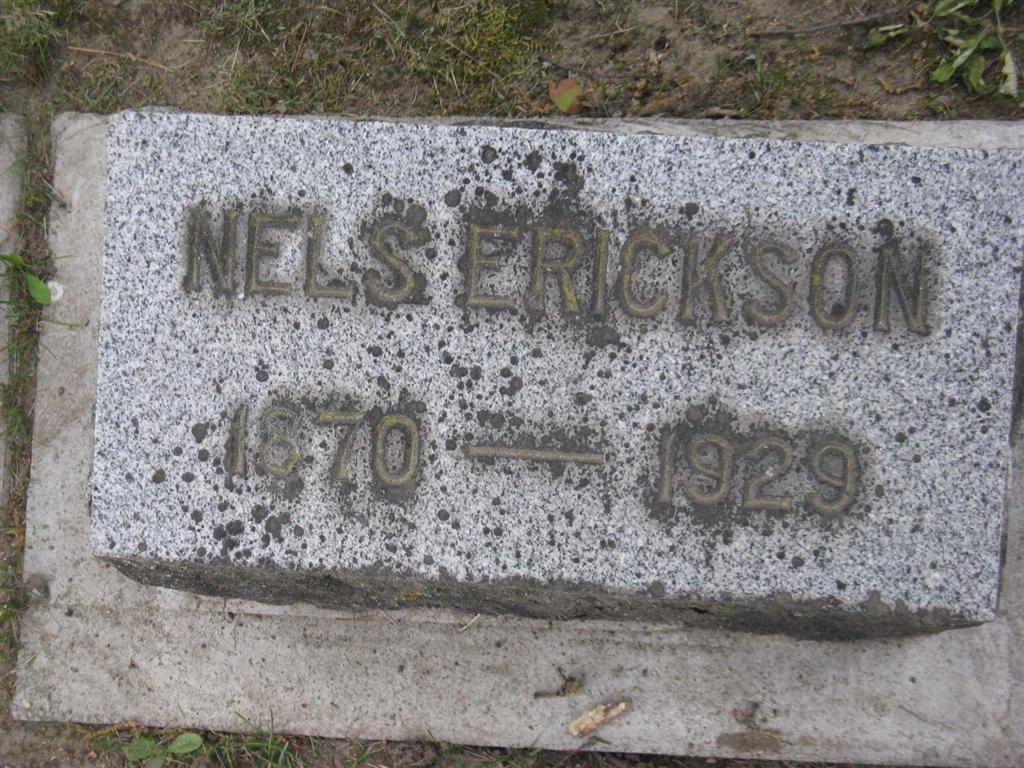 NELS ERICKSON
1870 — 1929